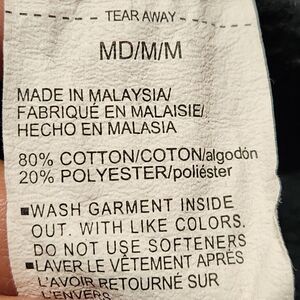 TEAR AWAY
MD/M/M
MADE IN MALAYSIA/
FABRIQUÉ EN MALAISIE/
HECHO EN MALASIA
80% COTTON/COTON/algodón
20% POLYESTER/poliéster
▪WASH GARMENT INSIDE
OUT. WITH LIKE COLORS.
DO NOT USE SOFTENERS
▪LAVER LE VÊTEMENT APRÈS
L'AVOIR RETOURNÉ SUR
L'ENVERS